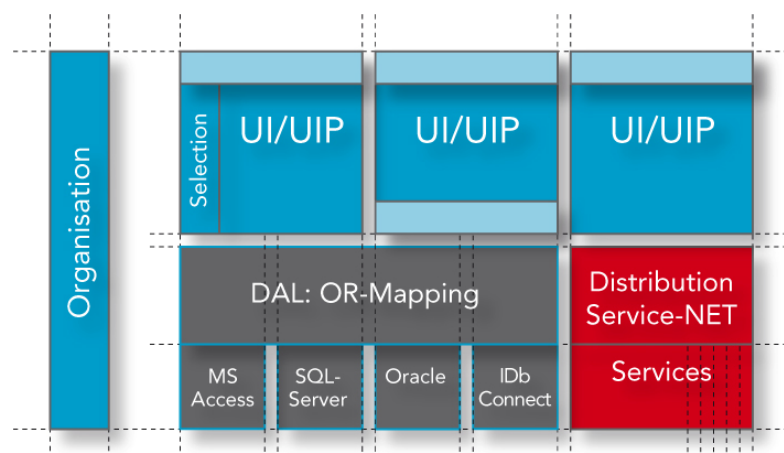 Organisation
Selection
UI/UIP
UI/UIP
UI/UIP
DAL: OR-Mapping
Distribution
Service-NET
MS
Access
SQL-
Server
Oracle
IDb
Connect
Services